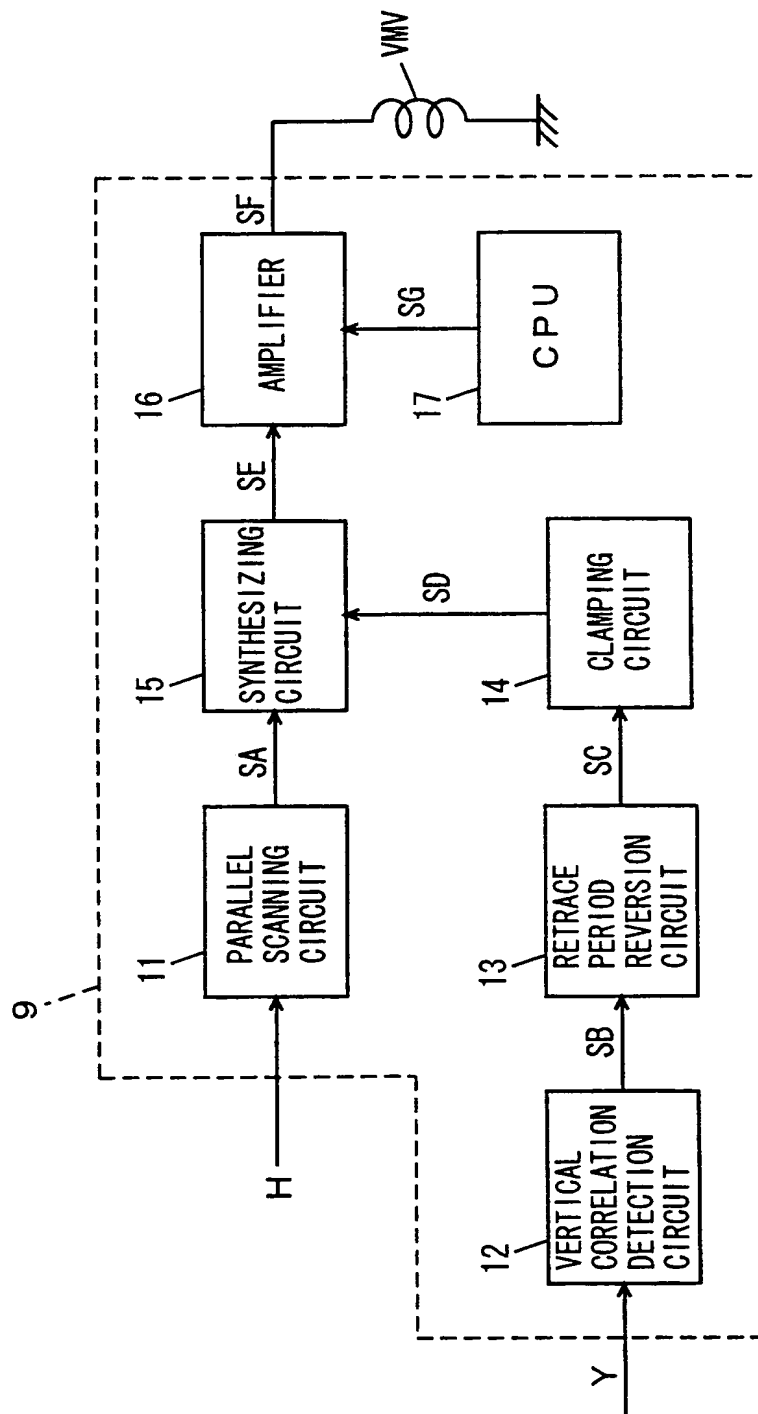 9
H
11
PARALLEL
SCANNING
CIRCUIT
SA
15
SYNTHESIZING
CIRCUIT
SE
16
AMPLIFIER
SF
VMV
SG
17
CPU
SD
Y
12
VERTICAL
CORRELATION
DETECTION
CIRCUIT
SB
13
RETRACE
PERIOD
REVERSION
CIRCUIT
SC
14
CLAMPING
CIRCUIT